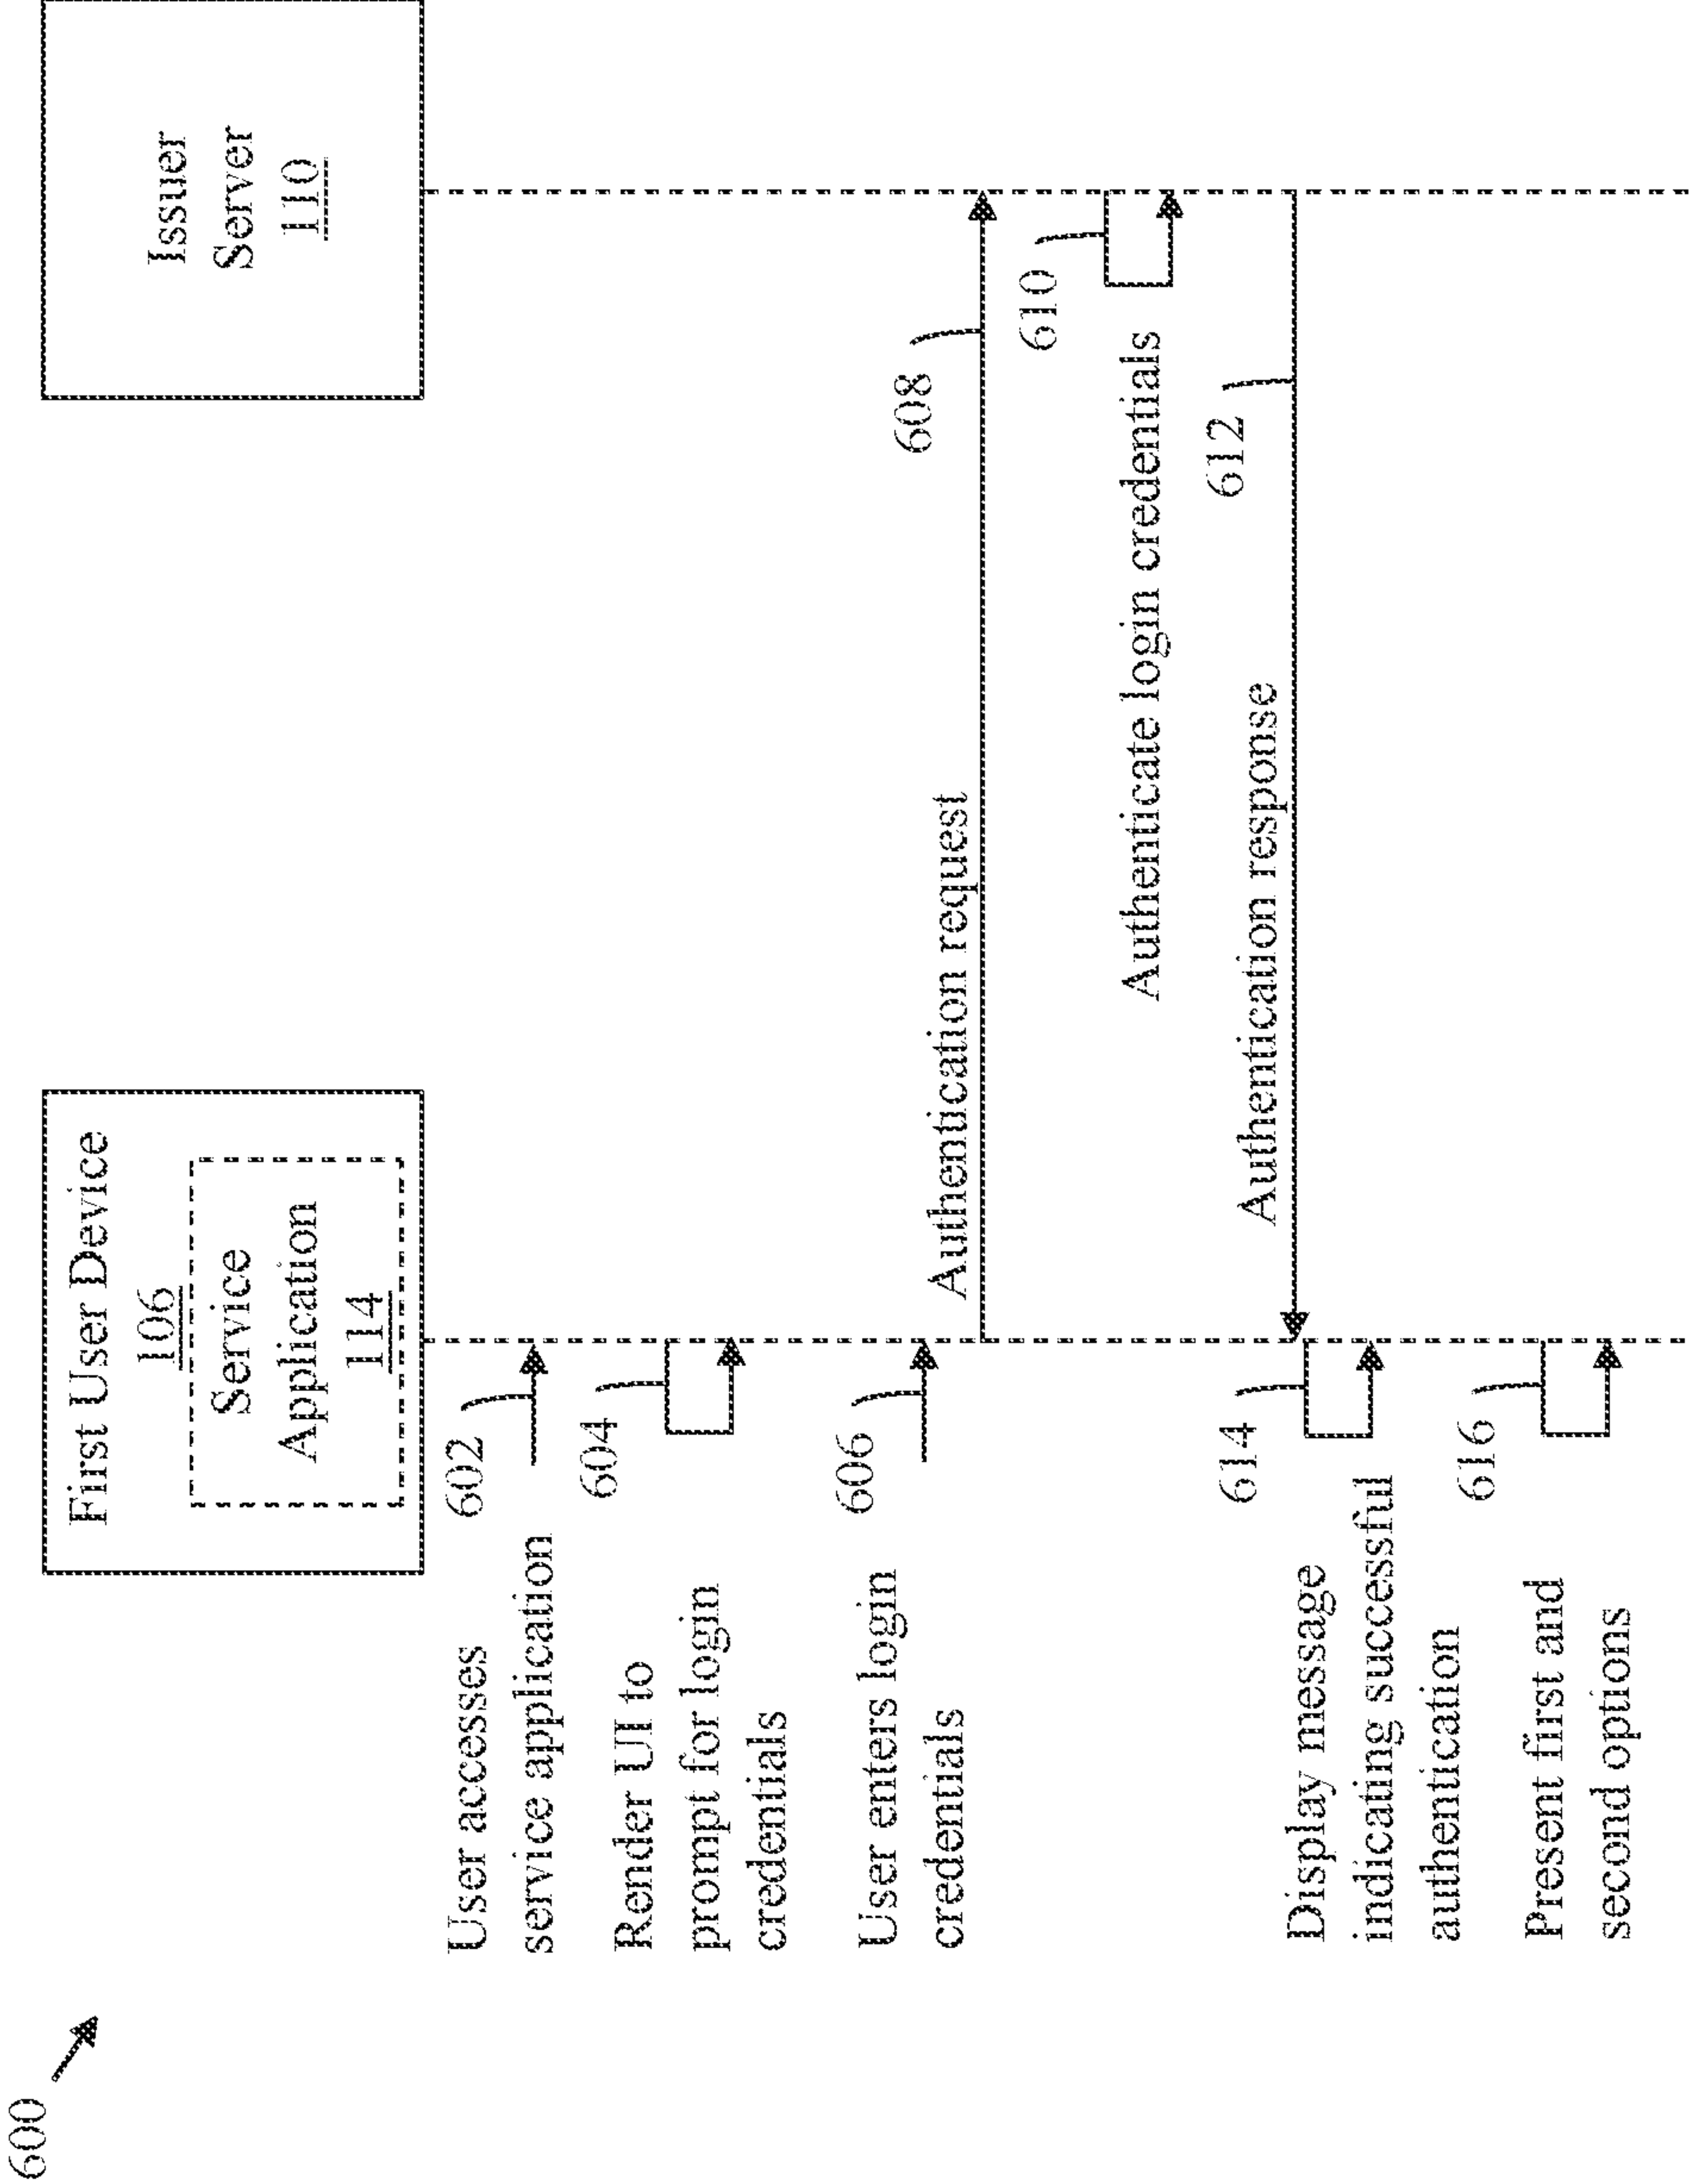 600
First User Device
106
Service
Application
114
Issuer
Server
110
User accesses
service application
602
Render UI to
prompt for login
credentials
604
User enters login
credentials
606
Authentication request
608
Authenticate login credentials
610
Authentication response
612
Display message
indicating successful
authentication
614
Present first and
second options
616